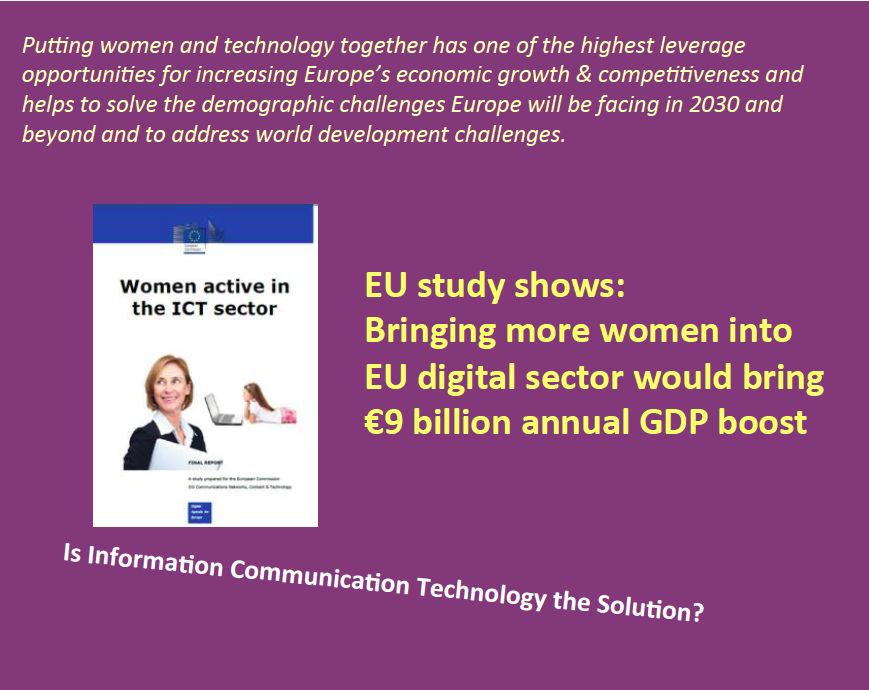 Putting women and technology together has one of the highest leverage
opportunities for increasing Europe's economic growth & competitiveness and
helps to solve the demographic challenges Europe will be facing in 2030 and
beyond and to address world development challenges.
Women active in
the ICT sector
FINAL REPORT
A study prepared for the European Commission
DG Communications Networks, Content & Technology
Digital
Agenda for
Europe
EU study shows:
Bringing more women into
EU digital sector would bring
€9 billion annual GDP boost
Is Information Communication Technology the Solution?